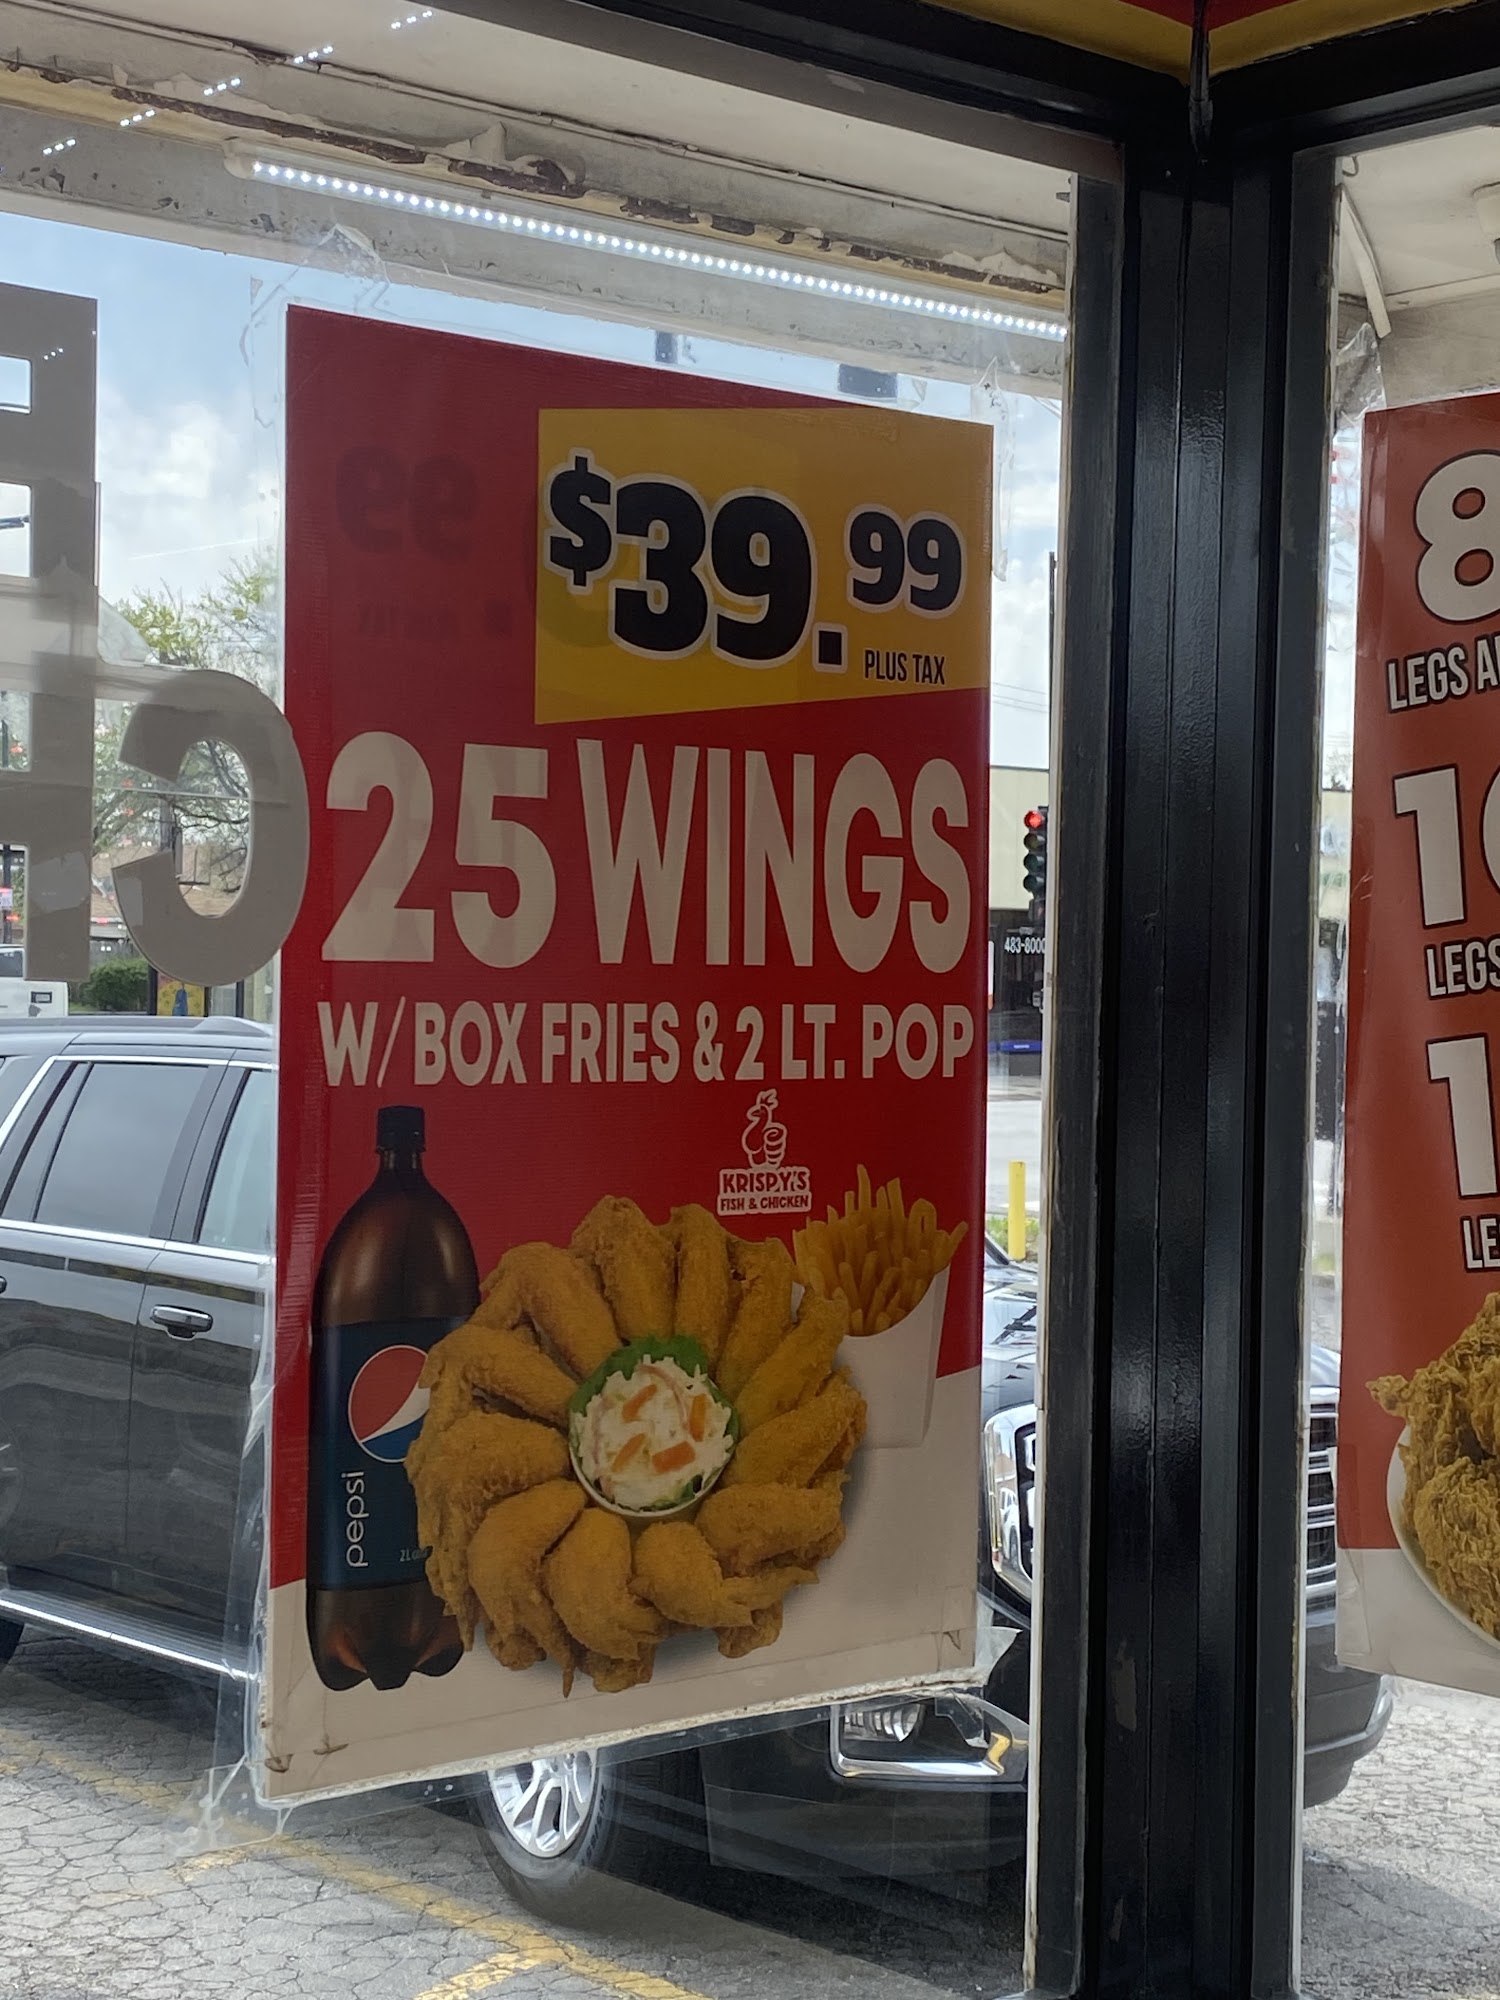 $39.99
PLUS TAX
25 WINGS
W/ BOX FRIES & 2 LT. POP
KRISPY'S
FISH & CHICKEN
pepsi
483-8000
8
LEGS
LEGS